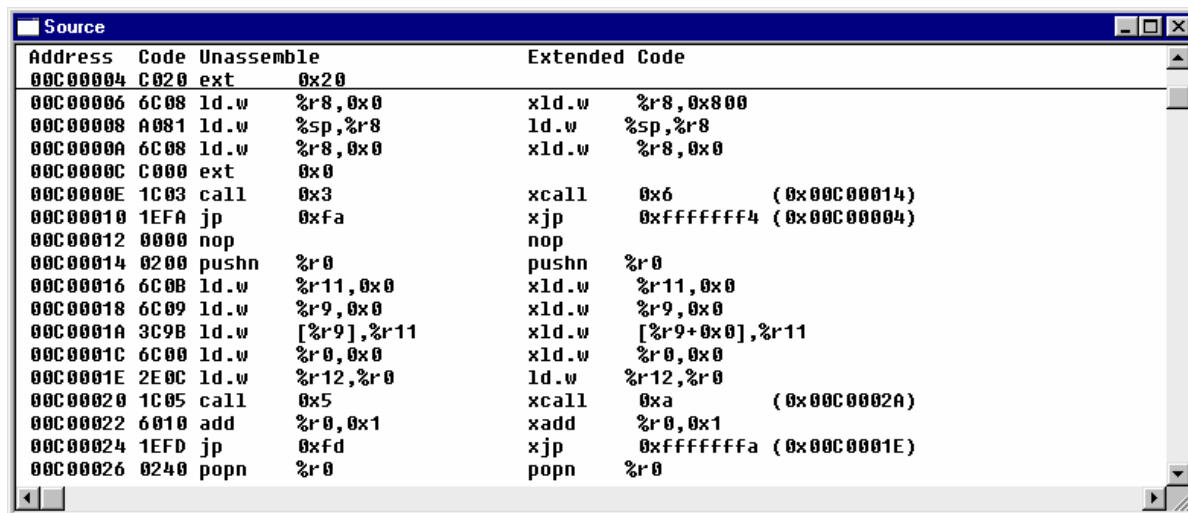 Source
Address Code Unassemble Extended Code
00C00004 C020 ext 0x20
00C00006 6C08 ld.w %r8,0x0 xld.w %r8,0x800
00C00008 A081 ld.w %sp,%r8 ld.w %sp,%r8
00C0000A 6C08 ld.w %r8,0x0 xld.w %r8,0x0
00C0000C C000 ext 0x0
00C0000E 1C03 call 0x3 xcall 0x6 (0x00C00014)
00C00010 1EFA jp 0xfa xjp 0xfffffff4 (0x00C00004)
00C00012 0000 nop nop
00C00014 0200 pushn %r0 pushn %r0
00C00016 6C0B ld.w %r11,0x0 xld.w %r11,0x0
00C00018 6C09 ld.w %r9,0x0 xld.w %r9,0x0
00C0001A 3C9B ld.w [%r9],%r11 xld.w [%r9+0x0],%r11
00C0001C 6C00 ld.w %r0,0x0 xld.w %r0,0x0
00C0001E 2E0C ld.w %r12,%r0 ld.w %r12,%r0
00C00020 1C05 call 0x5 xcall 0xa (0x00C0002A)
00C00022 6010 add %r0,0x1 xadd %r0,0x1
00C00024 1EFD jp 0xfd xjp 0xfffffffa (0x00C0001E)
00C00026 0240 popn %r0 popn %r0